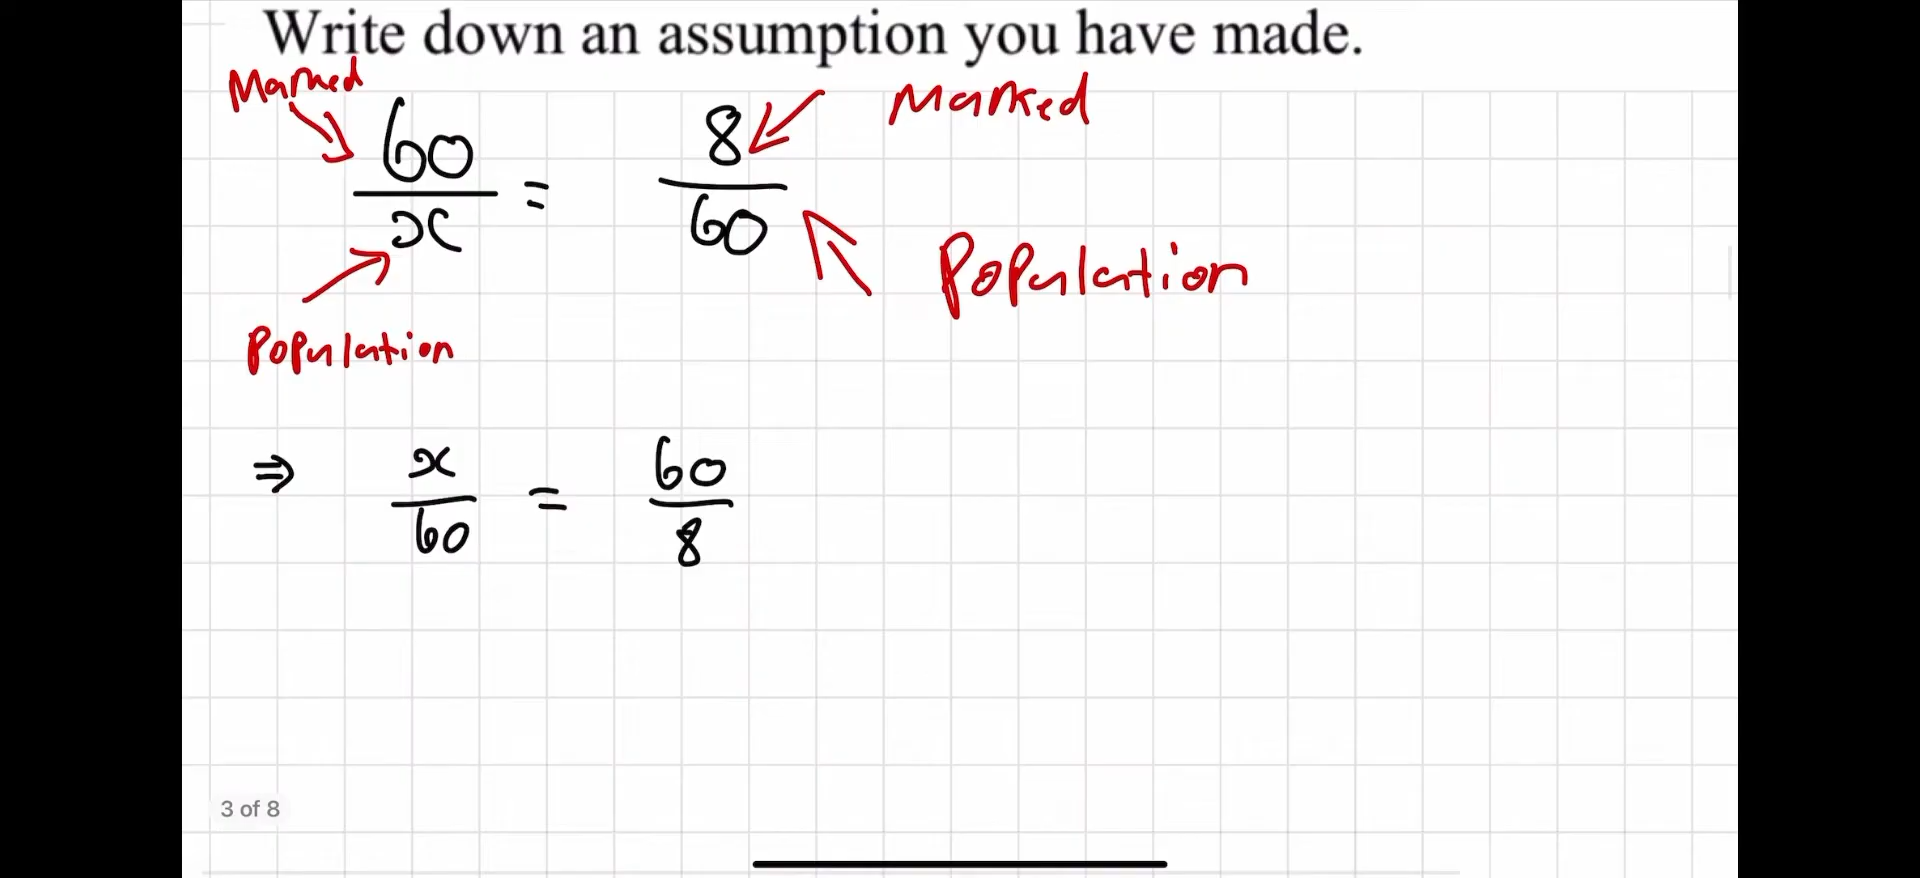 Write down an assumption you have made.
Marked
60
x
=
8
60
Marked
Population
Population
⇒ x
60
=
60
8
3 of 8